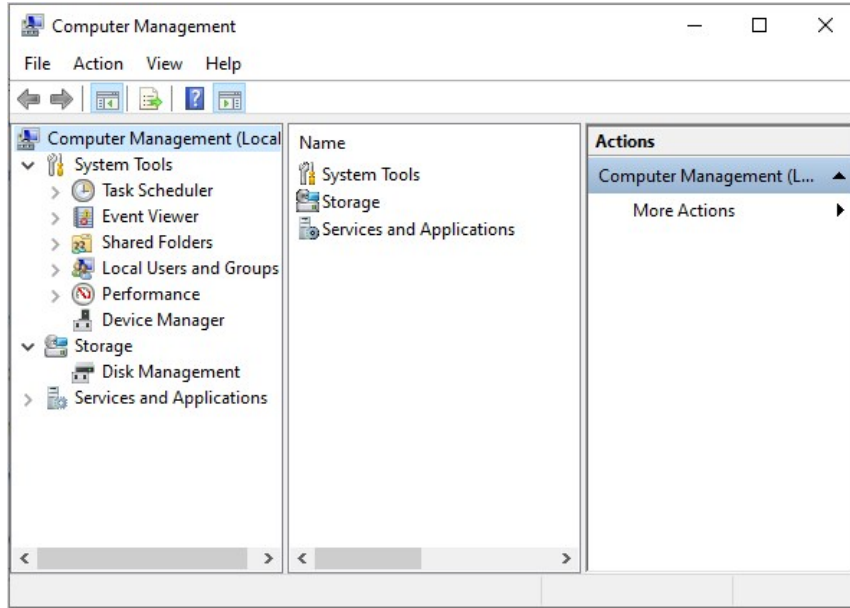 Computer Management
File Action View Help
Computer Management (Local
System Tools
Task Scheduler
Event Viewer
Shared Folders
Local Users and Groups
Performance
Device Manager
Storage
Disk Management
Services and Applications
Name
System Tools
Storage
Services and Applications
Actions
Computer Management (L...
More Actions